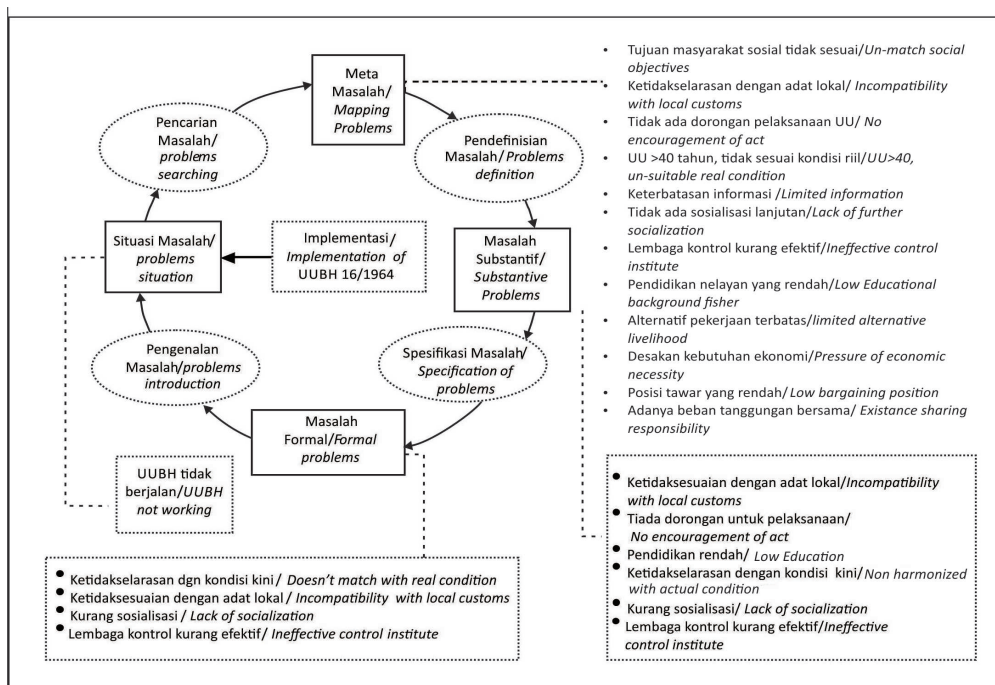 Meta
Masalah/
Mapping
Problems
Pencarian
Masalah/
problems
searching
Pendefinisian
Masalah/Problems
definition
Situasi Masalah/
problems
situation
Implementasi/
Implementation of
UUBH 16/1964
Masalah
Substantif/
Substantive
Problems
Pengenalan
Masalah/problems
introduction
Spesifikasi Masalah/
Specification of
problems
Masalah
Formal/Formal
problems
UUBH tidak
berjalan/UUBH
not working
• Tujuan masyarakat sosial tidak sesuai/Un-match social
objectives
• Ketidakselarasan dengan adat lokal/ Incompatibility
with local customs
• Tidak ada dorongan pelaksanaan UU/ No
encouragement of act
• UU >40 tahun, tidak sesuai kondisi riil/UU>40,
un-suitable real condition
• Keterbatasan informasi /Limited information
• Tidak ada sosialisasi lanjutan/Lack of further
socialization
• Lembaga kontrol kurang efektif/Ineffective control
institute
• Pendidikan nelayan yang rendah/Low Educational
background fisher
• Alternatif pekerjaan terbatas/limited alternative
livelihood
• Desakan kebutuhan ekonomi/Pressure of economic
necessity
• Posisi tawar yang rendah/ Low bargaining position
• Adanya beban tanggungan bersama/ Existance sharing
responsibility
• Ketidaksesuaian dengan adat lokal/Incompatibility
with local customs
• Tiada dorongan untuk pelaksanaan/
No encouragement of act
• Pendidikan rendah/ Low Education
• Ketidakselarasan dengan kondisi kini/ Non harmonized
with actual condition
• Kurang sosialisasi/ Lack of socialization
• Lembaga kontrol kurang efektif/Ineffective
control institute
• Ketidakselarasan dgn kondisi kini / Doesn't match with real condition
• Ketidaksesuaian dengan adat lokal / Incompatibility with local customs
• Kurang sosialisasi / Lack of socialization
• Lembaga kontrol kurang efektif/ Ineffective control institute